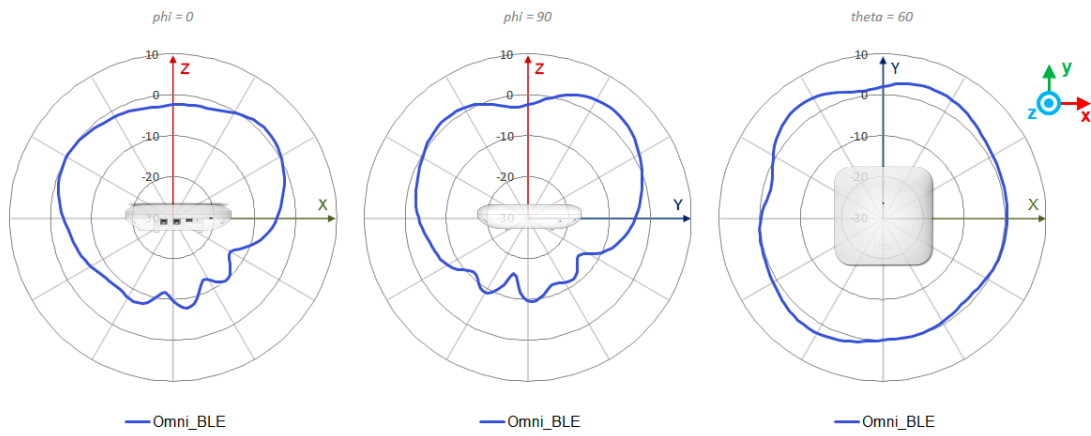 phi = 0
phi = 90
theta = 60
10
Z
0
-10
-20
-30
X
10
Z
0
-10
-20
-30
Y
10
Y
0
-10
-20
-30
X
y
z
x
Omni_BLE
Omni_BLE
Omni_BLE